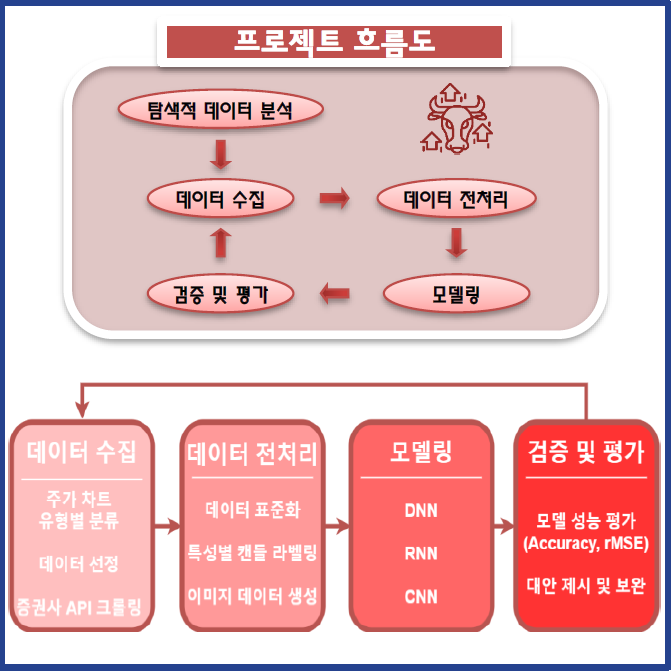 프로젝트 흐름도
탐색적 데이터 분석
데이터 수집
데이터 전처리
검증 및 평가
모델링
데이터 수집
주가 차트
유형별 분류
데이터 선정
증권사 API 크롤링
데이터 전처리
데이터 표준화
특성별 캔들 라벨링
이미지 데이터 생성
모델링
DNN
RNN
CNN
검증 및 평가
모델 성능 평가
(Accuracy, rMSE)
대안 제시 및 보완